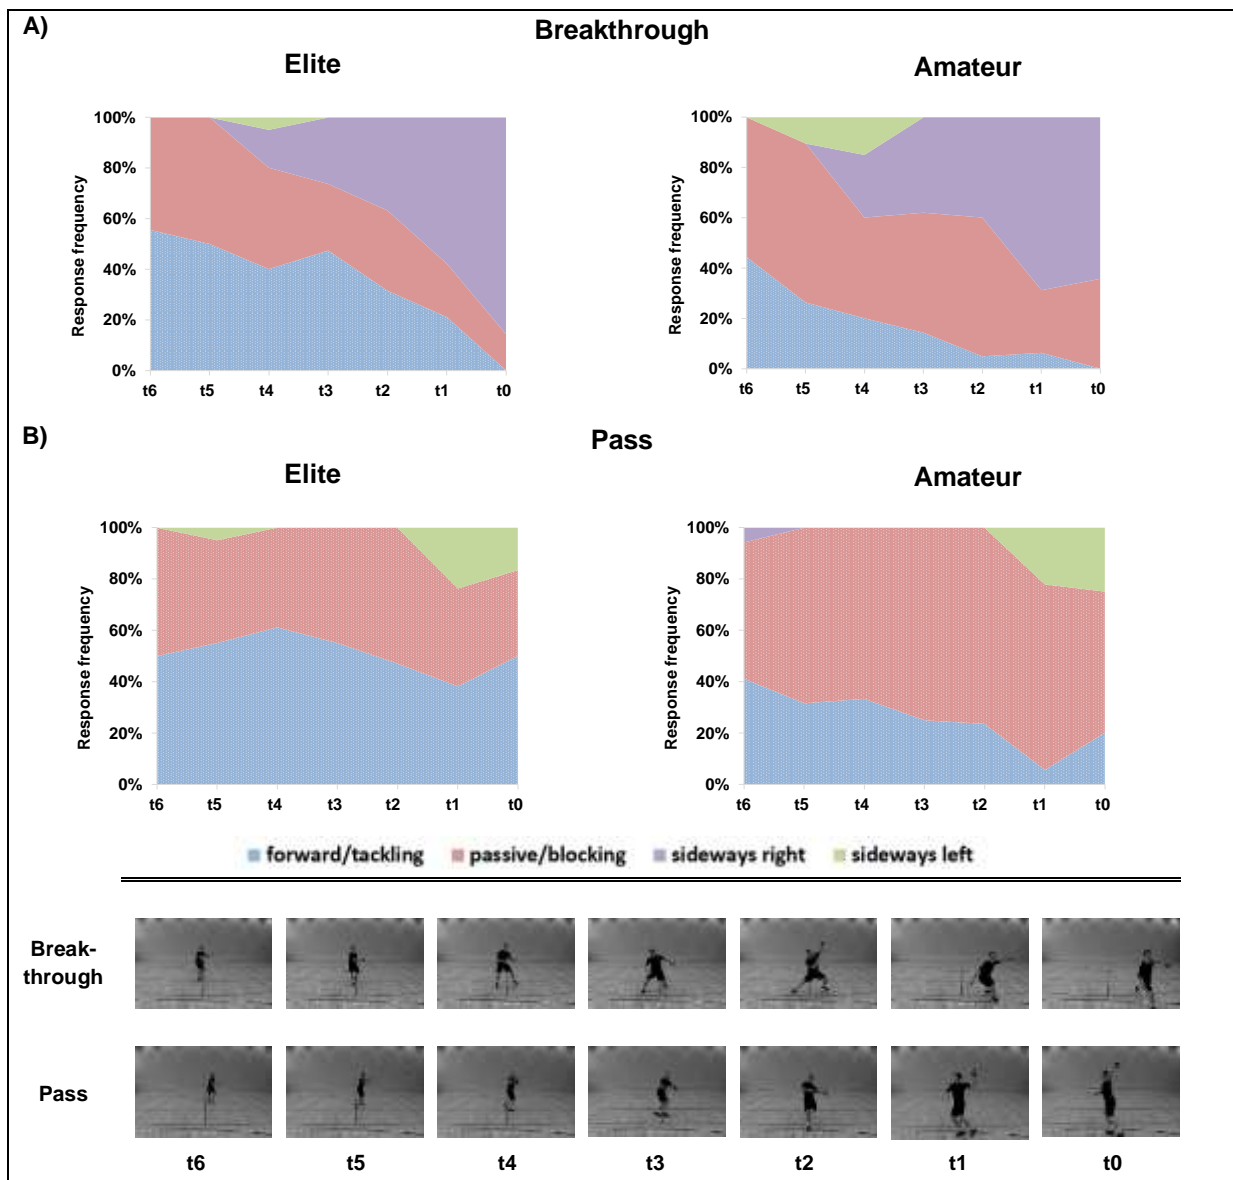 A)
Breakthrough
Elite
Amateur
Response frequency
100%
80%
60%
40%
20%
0%
t6 t5 t4 t3 t2 t1 t0
Response frequency
100%
80%
60%
40%
20%
0%
t6 t5 t4 t3 t2 t1 t0
B)
Pass
Elite
Amateur
Response frequency
100%
80%
60%
40%
20%
0%
t6 t5 t4 t3 t2 t1 t0
Response frequency
100%
80%
60%
40%
20%
0%
t6 t5 t4 t3 t2 t1 t0
forward/tackling passive/blocking sideways right sideways left
Break-
through
Pass
t6 t5 t4 t3 t2 t1 t0